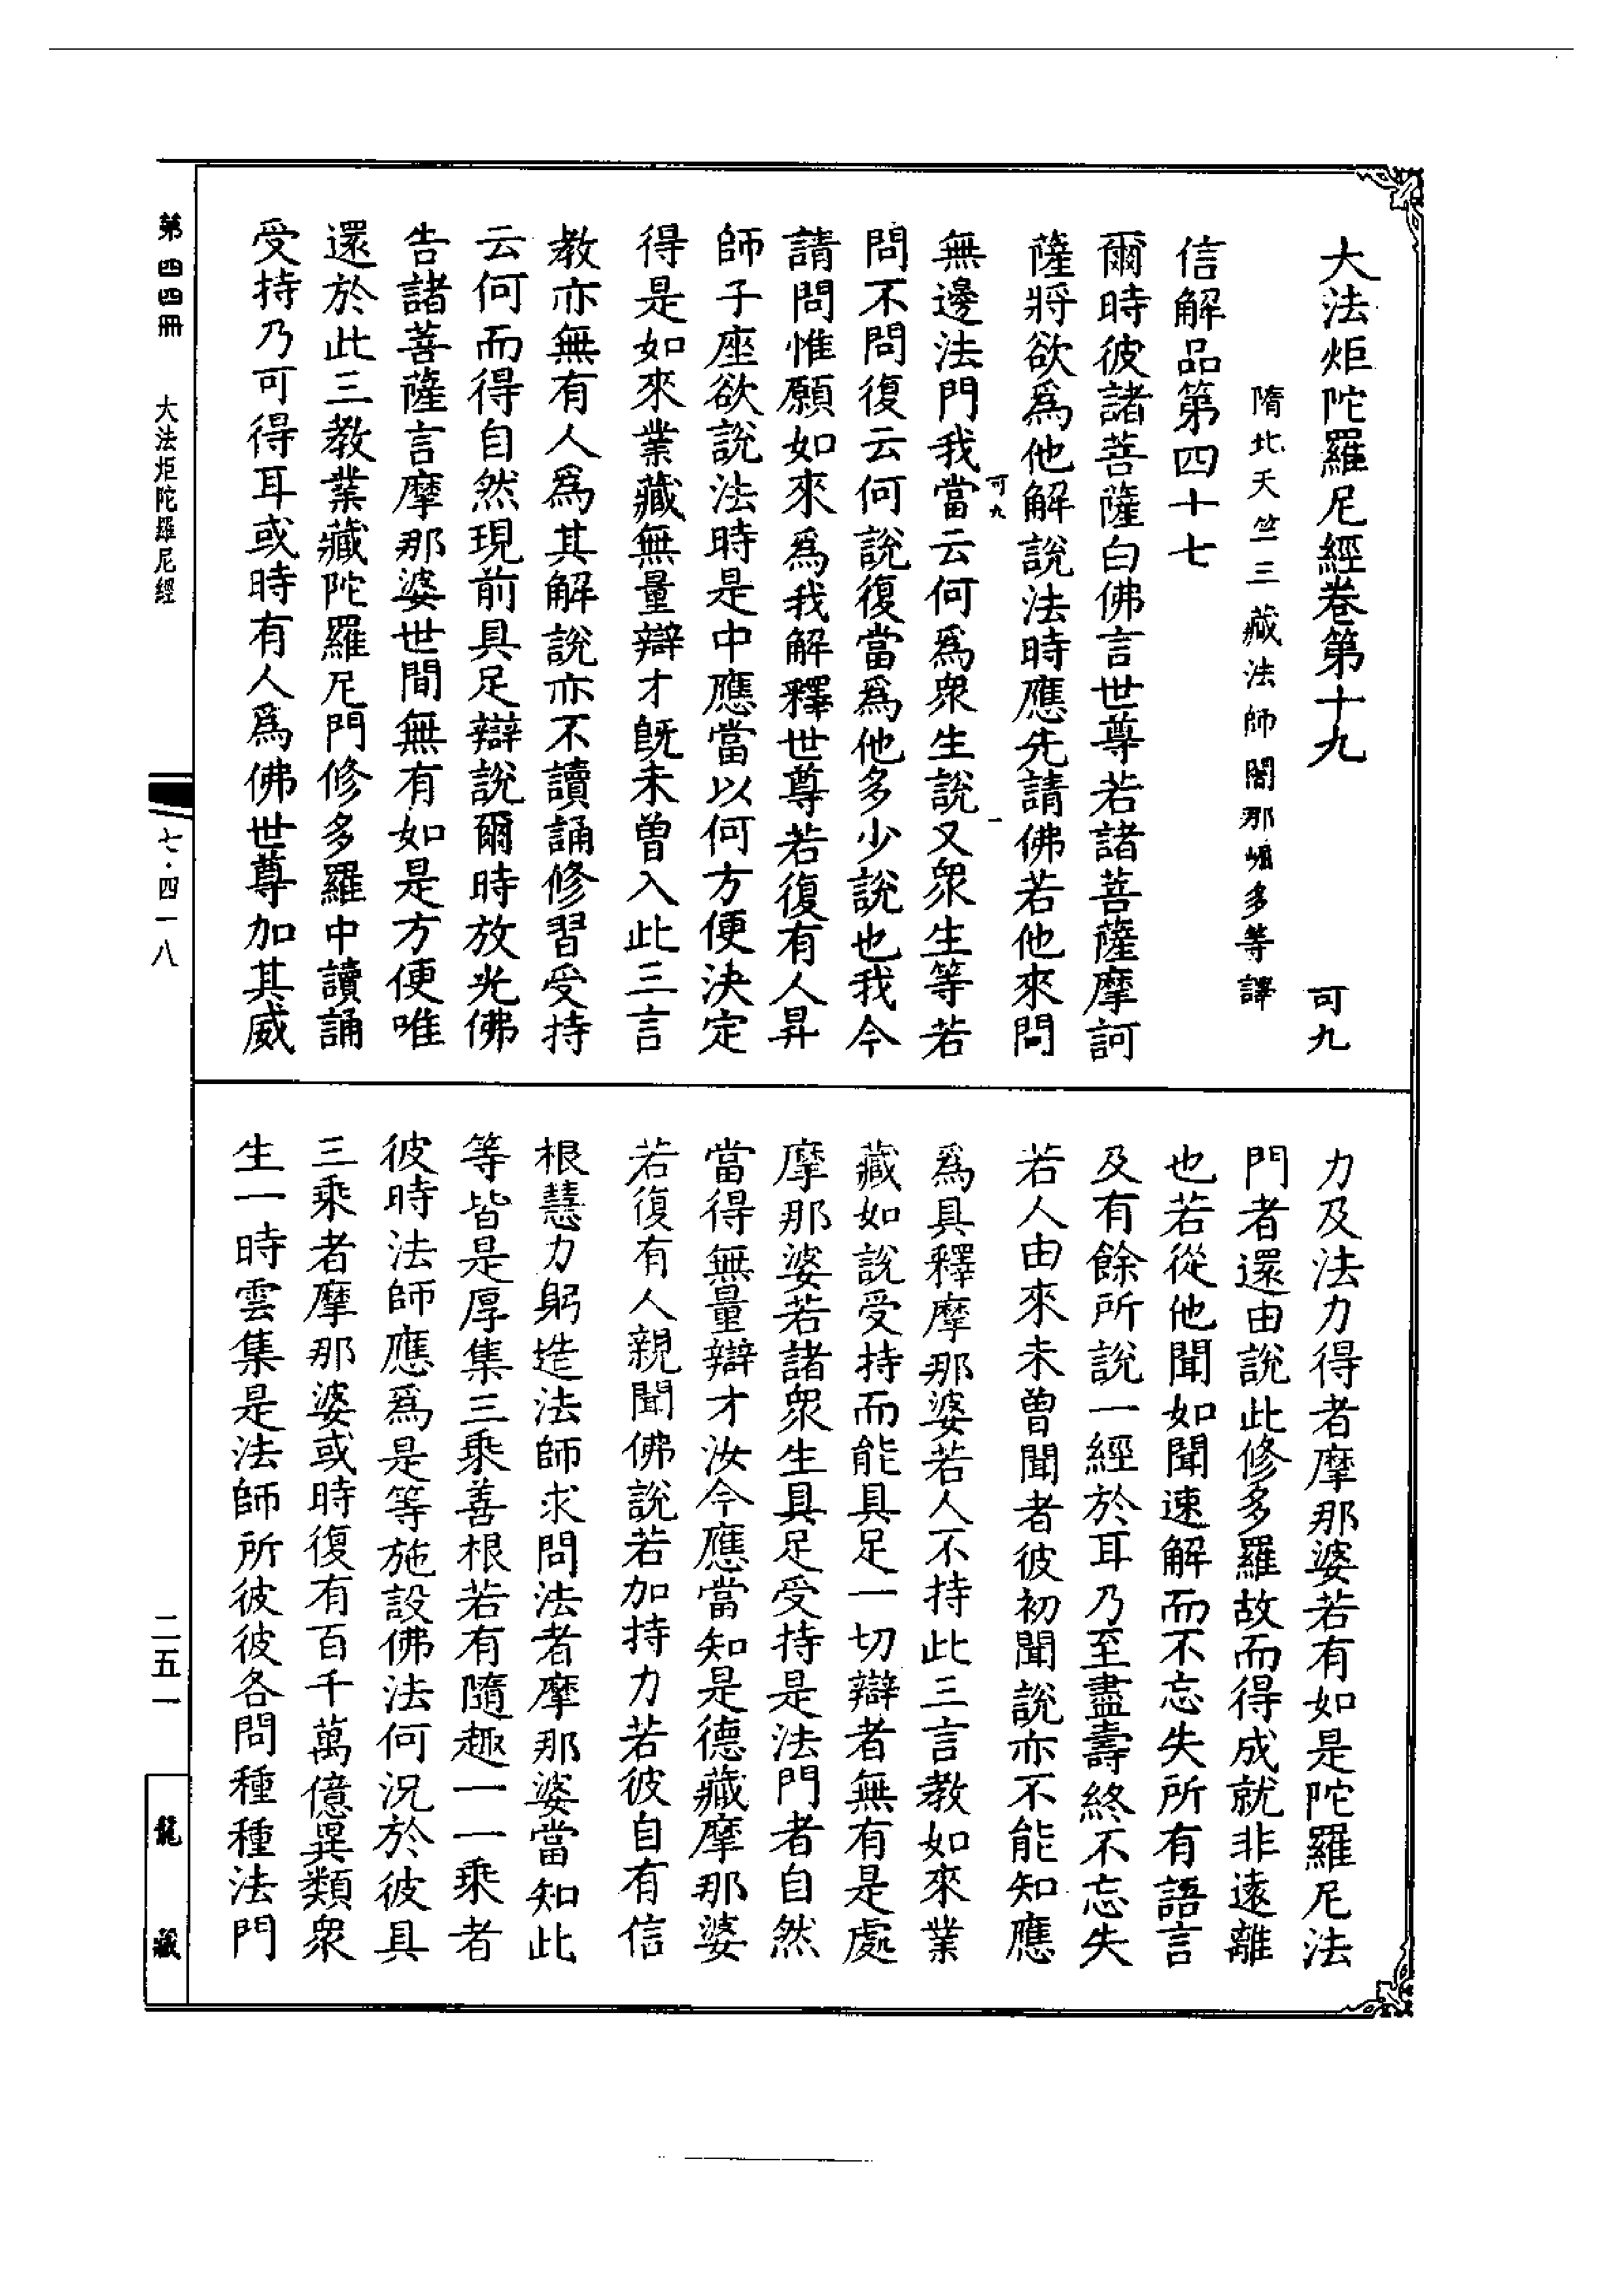 大法炬陀羅尼經卷第十九　可九
隋北天竺三藏法師闍那崛多等譯
信解品第四十七
爾時彼諸菩薩白佛言世尊若諸菩薩摩訶
薩將欲爲他解說法時應先請佛若他來問
可九　一
無邊法門我當云何爲衆生說又衆生等若
問不問復云何說復當爲他多少說也我今
請問惟願如來爲我解釋世尊若復有人昇
師子座欲說法時是中應當以何方便決定
得是如來業藏無量辯才旣未曾入此三言
教亦無有人爲其解說亦不讀誦修習受持
云何而得自然現前具足辯說爾時放光佛
告諸菩薩言摩那婆世間無有如是方便唯
還於此三教業藏陀羅尼門修多羅中讀誦
受持乃可得耳或時有人爲佛世尊加其威
力及法力得者摩那婆若有如是陀羅尼法
門者還由說此修多羅故而得成就非遠離
也若從他聞如聞速解而不忘失所有語言
及有餘所說一經於耳乃至盡壽終不忘失
若人由來未曾聞者彼初聞說亦不能知應
爲具釋摩那婆若人不持此三言教如來業
藏如說受持而能具足一切辯者無有是處
摩那婆若諸衆生具足受持是法門者自然
當得無量辯才汝今應當知是德藏摩那婆
若復有人親聞佛說若加持力若彼自有信
根慧力躬造法師求問法者摩那婆當知此
等皆是厚集三乘善根若有隨趣一一乘者
彼時法師應爲是等施設佛法何況於彼具
三乘者摩那婆或時復有百千萬億異類衆
生一時雲集是法師所彼彼各問種種法門
第四四冊　大法炬陀羅尼經　七·四一八　二五一　龍藏